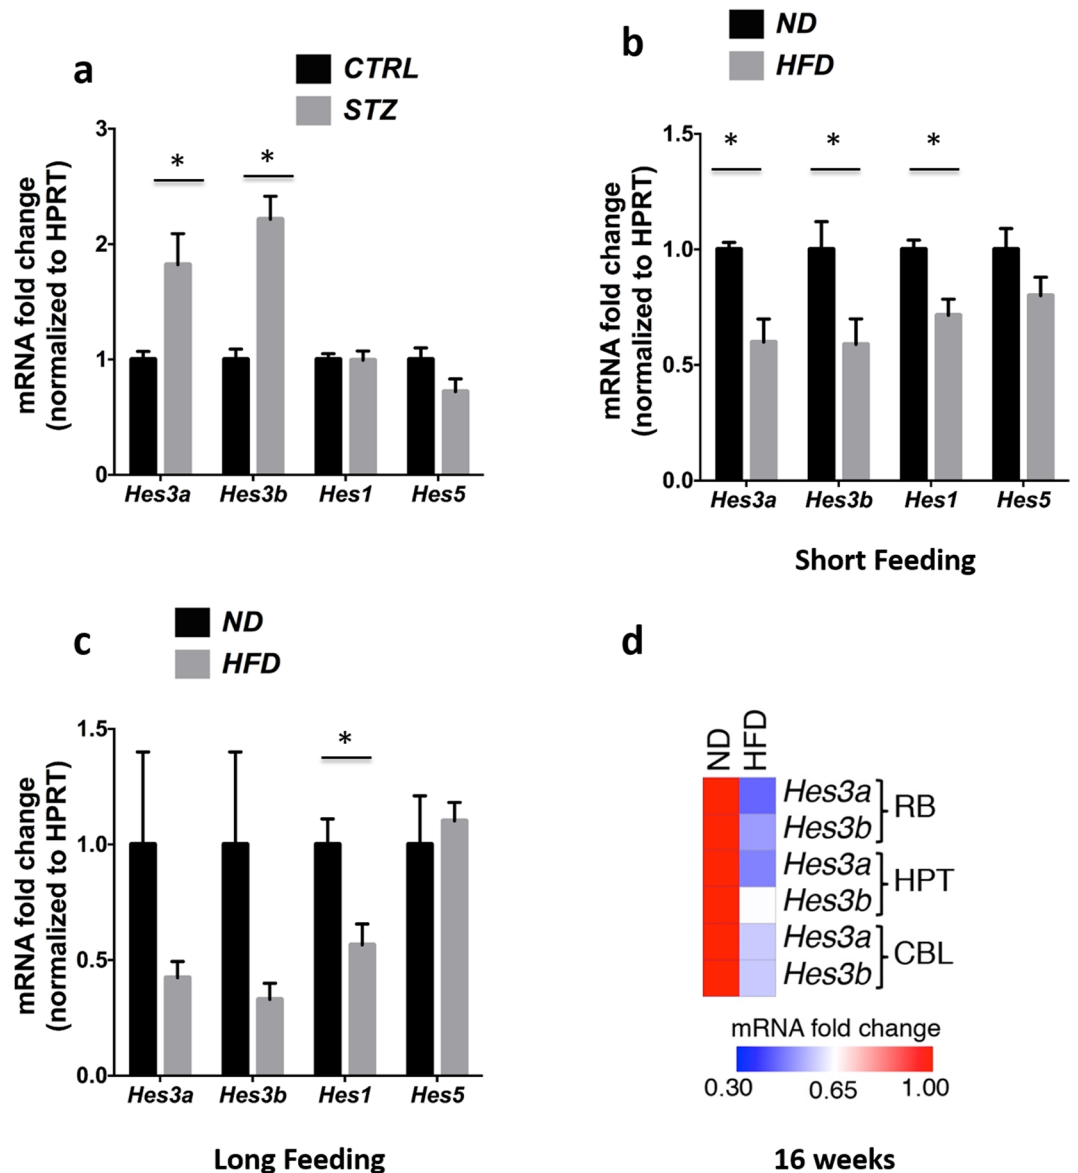 a
CTRL
STZ
3
2
1
0
mRNA fold change
(normalized to HPRT)
*
*
Hes3a Hes3b Hes1 Hes5
b
ND
HFD
1.5
1.0
0.5
0.0
mRNA fold change
(normalized to HPRT)
*
*
*
Hes3a Hes3b Hes1 Hes5
Short Feeding
c
ND
HFD
1.5
1.0
0.5
0.0
mRNA fold change
(normalized to HPRT)
*
Hes3a Hes3b Hes1 Hes5
Long Feeding
d
ND HFD
Hes3a
Hes3b
RB
Hes3a
Hes3b
HPT
Hes3a
Hes3b
CBL
mRNA fold change
0.30 0.65 1.00
16 weeks